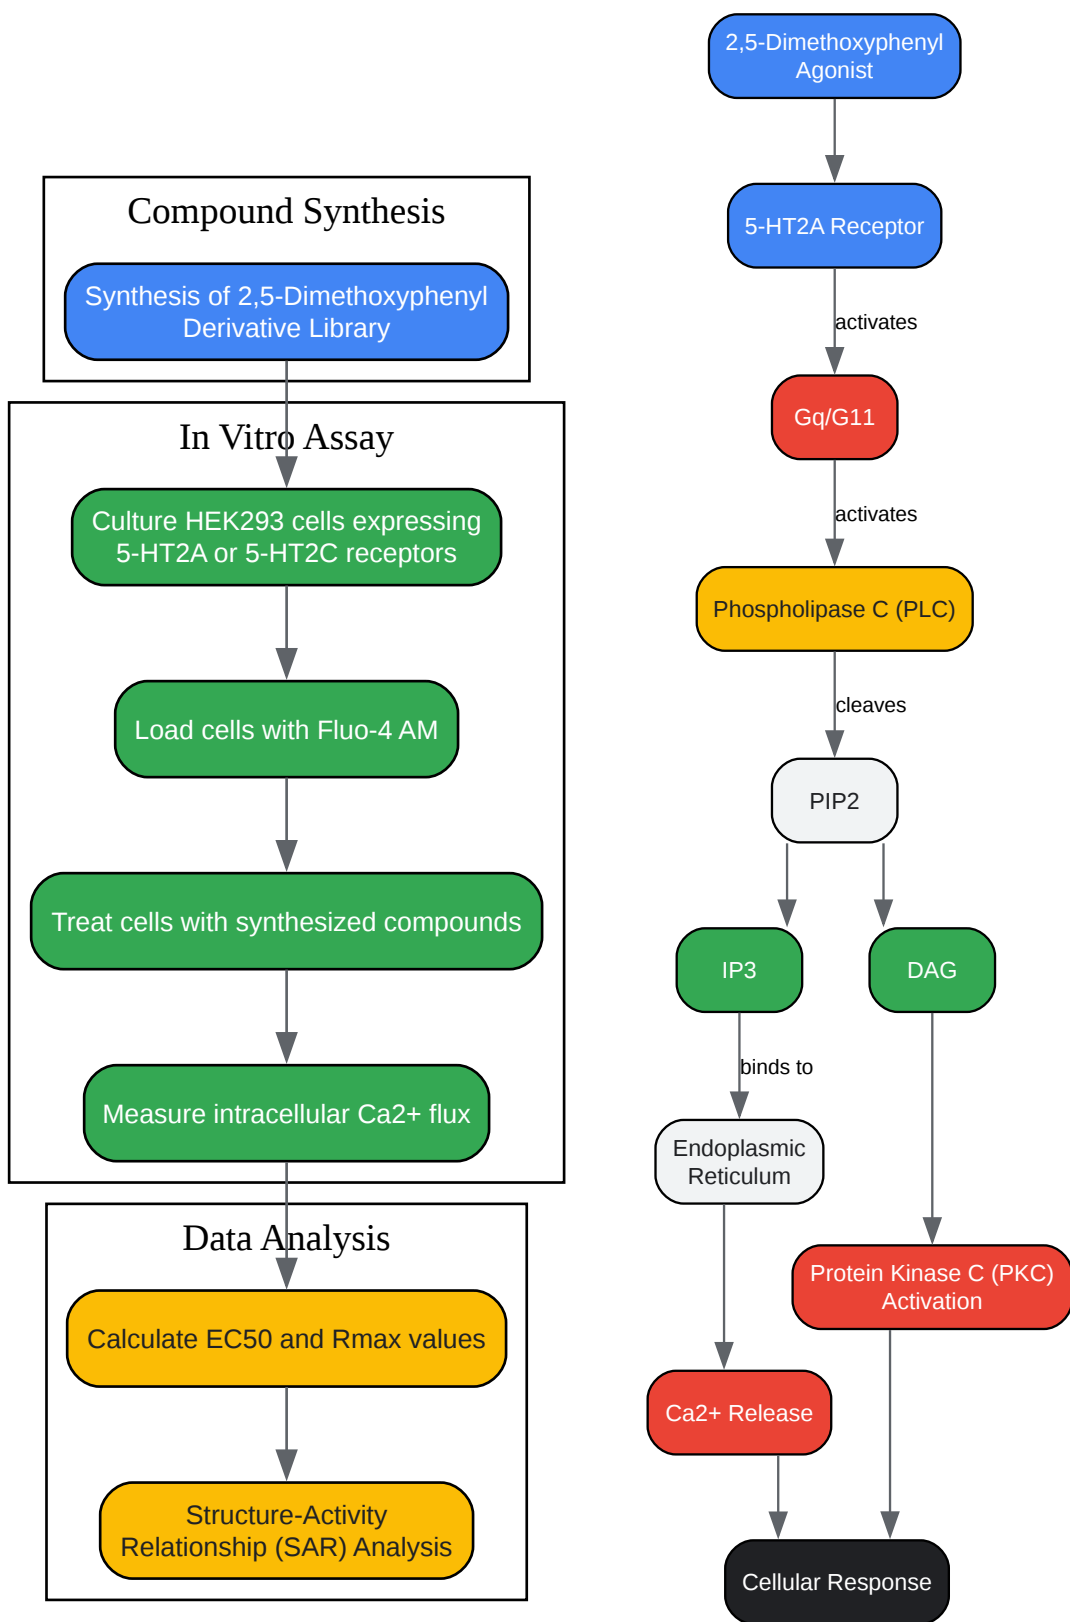 Compound Synthesis
Synthesis of 2,5-Dimethoxyphenyl
Derivative Library
In Vitro Assay
Culture HEK293 cells expressing
5-HT2A or 5-HT2C receptors
Load cells with Fluo-4 AM
Treat cells with synthesized compounds
Measure intracellular Ca2+ flux
Data Analysis
Calculate EC50 and Rmax values
Structure-Activity
Relationship (SAR) Analysis
2,5-Dimethoxyphenyl
Agonist
5-HT2A Receptor
activates
Gq/G11
activates
Phospholipase C (PLC)
cleaves
PIP2
IP3
DAG
binds to
Endoplasmic
Reticulum
Protein Kinase C (PKC)
Activation
Ca2+ Release
Cellular Response